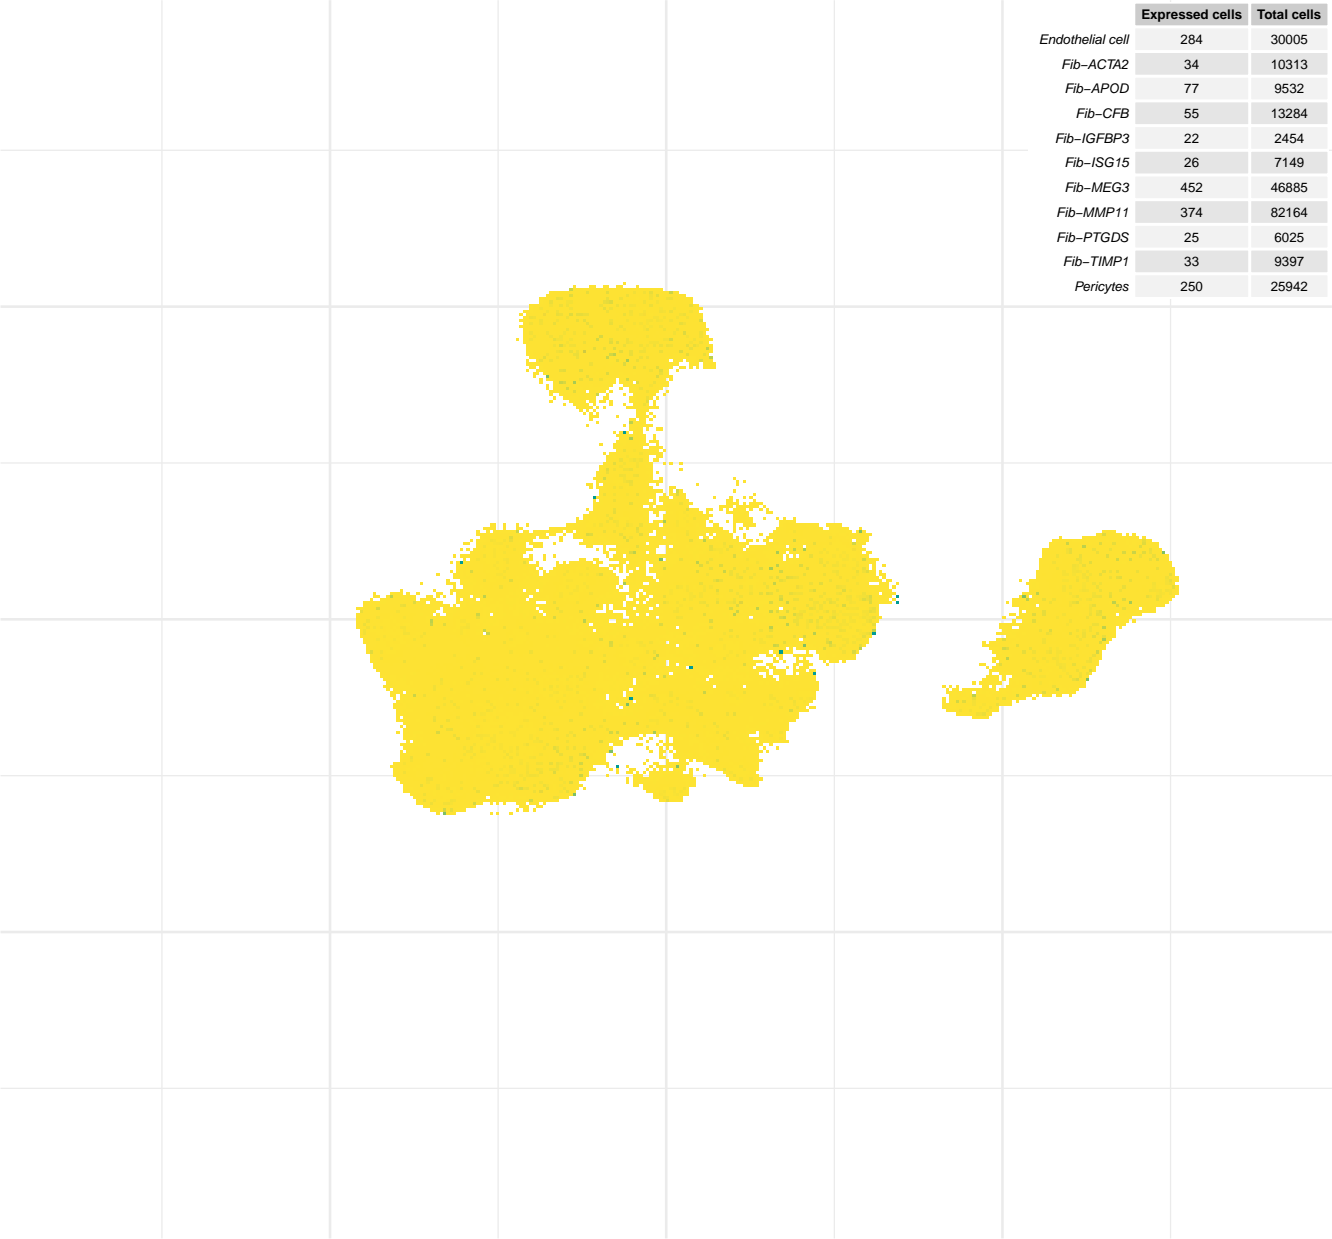 Expressed cells Total cells
Endothelial cell 284 30005
Fib−ACTA2 34 10313
Fib−APOD 77 9532
Fib−CFB 55 13284
Fib−IGFBP3 22 2454
Fib−ISG15 26 7149
Fib−MEG3 452 46885
Fib−MMP11 374 82164
Fib−PTGDS 25 6025
Fib−TIMP1 33 9397
Pericytes 250 25942